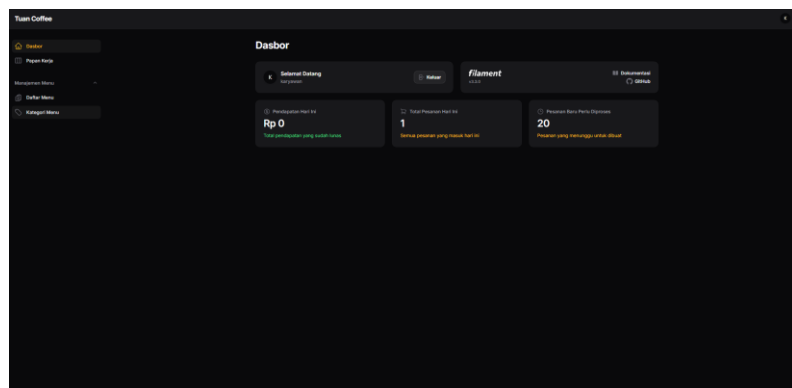 Tuan Coffee
K
Dasbor
Papan Kerja
Manajemen Menu
Daftar Menu
Kategori Menu
Dasbor
K
Selamat Datang
karyawan
Keluar
filament
Dokumentasi
GitHub
Pendapatan Hari Ini
Rp 0
Total pendapatan yang sudah lunas
Total Pesanan Hari Ini
1
Semua pesanan yang masuk hari ini
Pesanan Baru Perlu Diproses
20
Pesanan yang menunggu untuk dibuat